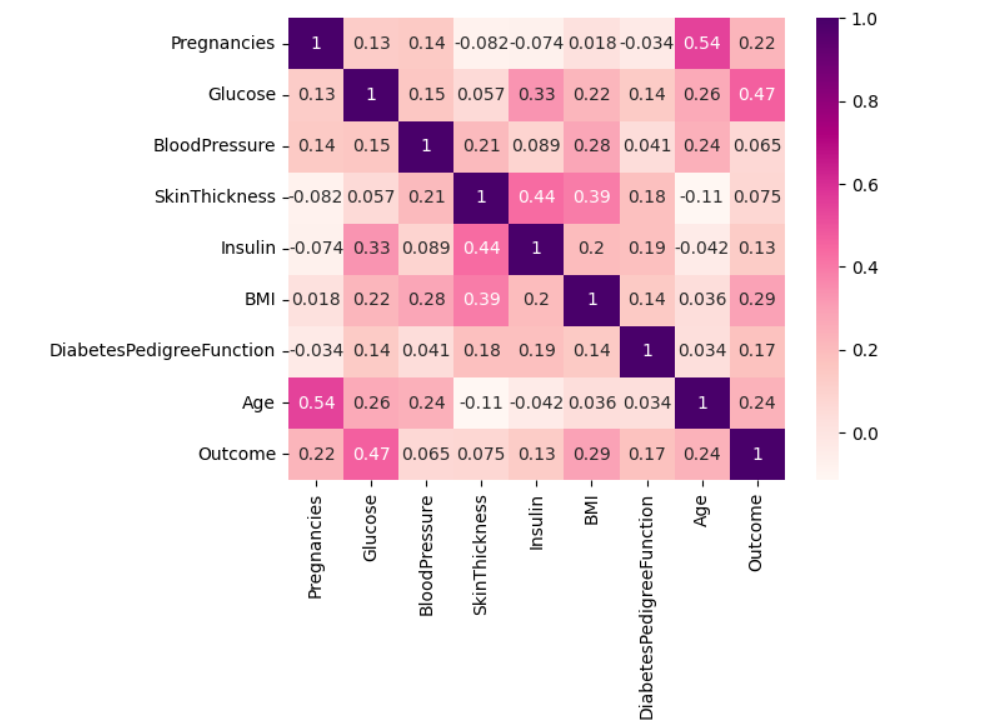 1.0
Pregnancies 1 0.13 0.14 -0.082 -0.074 0.018 -0.034 0.54 0.22
Glucose 0.13 1 0.15 0.057 0.33 0.22 0.14 0.26 0.47
0.8
BloodPressure 0.14 0.15 1 0.21 0.089 0.28 0.041 0.24 0.065
SkinThickness -0.082 0.057 0.21 1 0.44 0.39 0.18 -0.11 0.075
0.6
Insulin -0.074 0.33 0.089 0.44 1 0.2 0.19 -0.042 0.13
0.4
BMI 0.018 0.22 0.28 0.39 0.2 1 0.14 0.036 0.29
DiabetesPedigreeFunction -0.034 0.14 0.041 0.18 0.19 0.14 1 0.034 0.17
0.2
Age 0.54 0.26 0.24 -0.11 -0.042 0.036 0.034 1 0.24
0.0
Outcome 0.22 0.47 0.065 0.075 0.13 0.29 0.17 0.24 1
Pregnancies
Glucose
BloodPressure
SkinThickness
Insulin
BMI
DiabetesPedigreeFunction
Age
Outcome